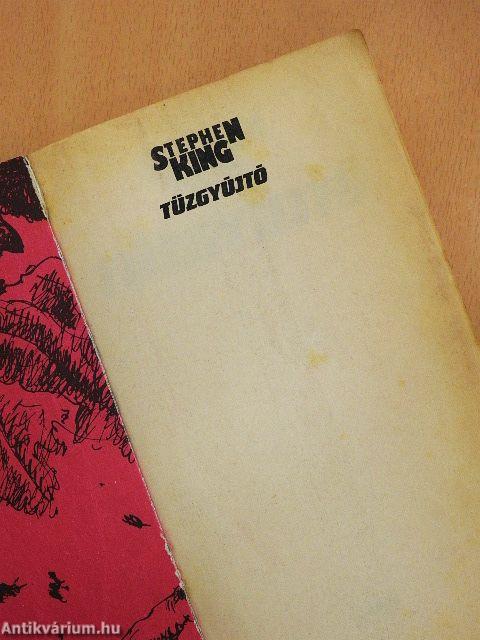 STEPHEN
KING
TŰZGYÚJTÓ
Antikvárium.hu